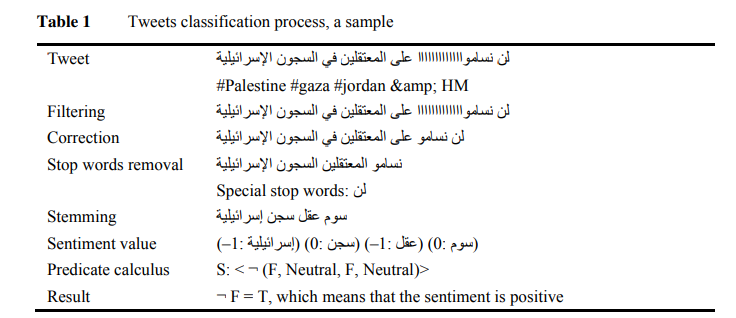 Table 1 Tweets classification process, a sample
Tweet لن نساموااااااااااااا على المعتقلين في السجون الإسرائيلية
#Palestine #gaza #jordan &amp; HM
Filtering لن نساموااااااااااااا على المعتقلين في السجون الإسرائيلية
Correction لن نسامو على المعتقلين في السجون الإسرائيلية
Stop words removal نسامو المعتقلين السجون الإسرائيلية
Special stop words: لن
Stemming سوم عقل سجن إسرائيلية
Sentiment value (سوم :0) (عقل :–1) (سجن :0) (إسرائيلية :–1)
Predicate calculus S: < ¬ (F, Neutral, F, Neutral)>
Result ¬ F = T, which means that the sentiment is positive